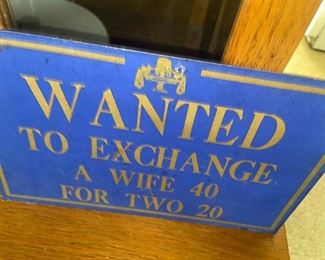 WANTED
TO EXCHANGE
A WIFE 40
FOR TWO 20